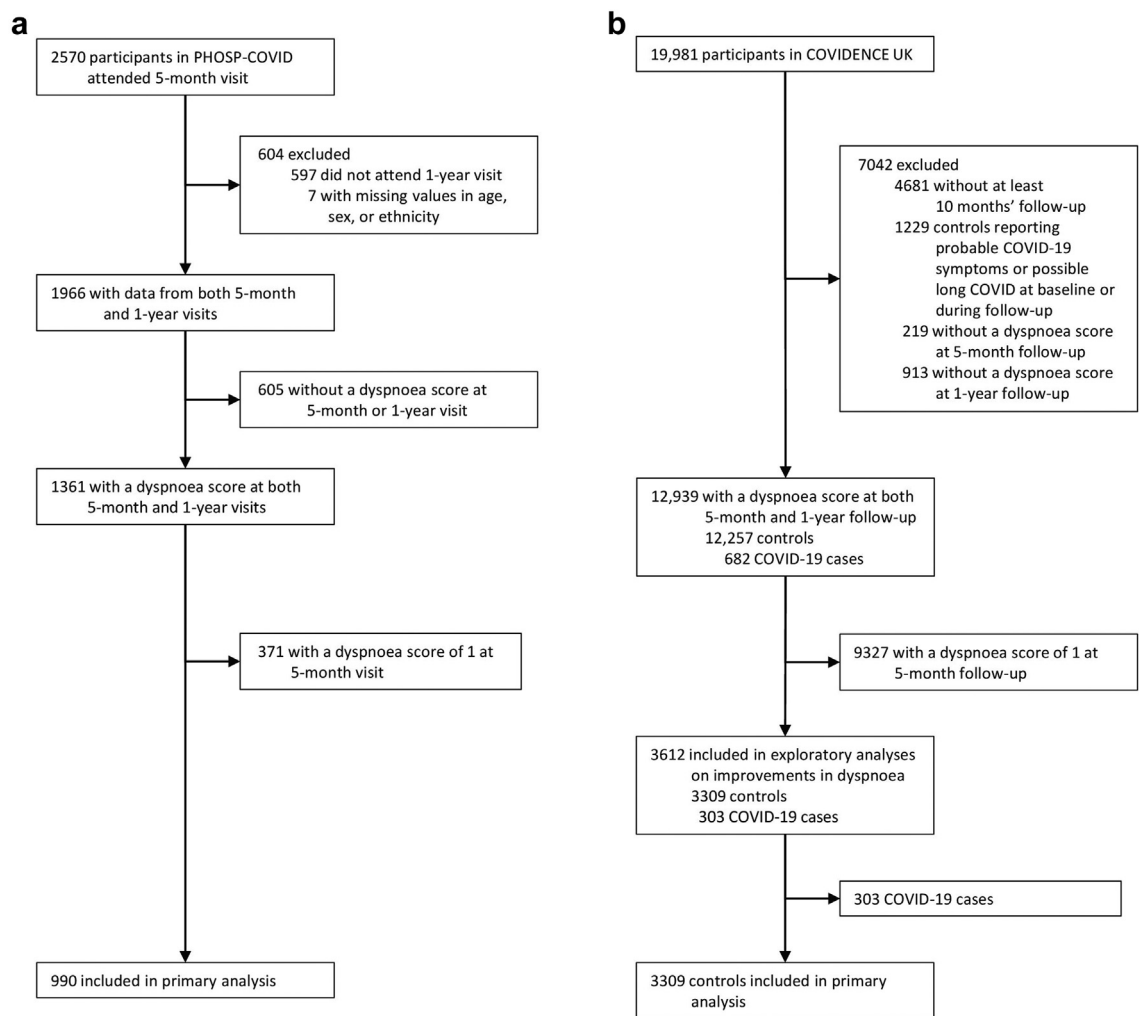 a
2570 participants in PHOSP-COVID
attended 5-month visit
604 excluded
597 did not attend 1-year visit
7 with missing values in age,
sex, or ethnicity
1966 with data from both 5-month
and 1-year visits
605 without a dyspnoea score at
5-month or 1-year visit
1361 with a dyspnoea score at both
5-month and 1-year visits
371 with a dyspnoea score of 1 at
5-month visit
990 included in primary analysis
b
19,981 participants in COVIDENCE UK
7042 excluded
4681 without at least
10 months’ follow-up
1229 controls reporting
probable COVID-19
symptoms or possible
long COVID at baseline or
during follow-up
219 without a dyspnoea score
at 5-month follow-up
913 without a dyspnoea score
at 1-year follow-up
12,939 with a dyspnoea score at both
5-month and 1-year follow-up
12,257 controls
682 COVID-19 cases
9327 with a dyspnoea score of 1 at
5-month follow-up
3612 included in exploratory analyses
on improvements in dyspnoea
3309 controls
303 COVID-19 cases
303 COVID-19 cases
3309 controls included in primary
analysis